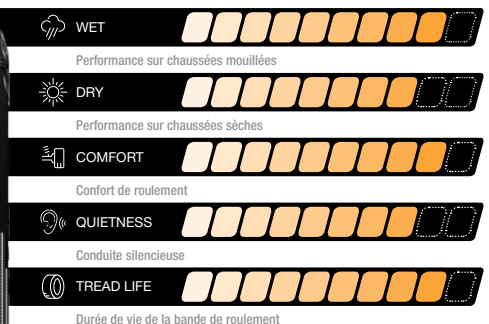 WET
Performance sur chaussées mouillées
DRY
Performance sur chaussées sèches
COMFORT
Confort de roulement
QUIETNESS
Conduite silencieuse
TREAD LIFE
Durée de vie de la bande de roulement